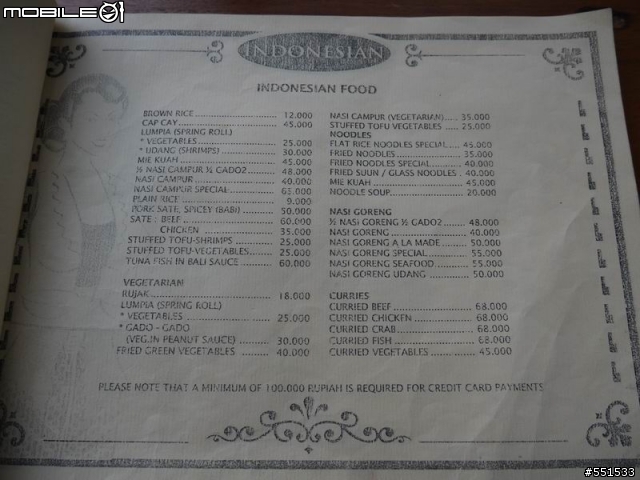 MOBILE01
INDONESIAN
INDONESIAN FOOD
BROWN RICE 12.000
CAP CAY 45.000
LUMPIA (SPRING ROLL)
* VEGETABLES 25.000
* UDANG (SHRIMPS) 30.000
MIE KUAH 45.000
½ NASI CAMPUR ½ GADO2 48.000
NASI CAMPUR 40.000
NASI CAMPUR SPECIAL 65.000
PLAIN RICE 9.000
PORK SATE, SPICEY (BABI) 50.000
SATE : BEEF 60.000
CHICKEN 35.000
STUFFED TOFU-SHRIMPS 25.000
STUFFED TOFU-VEGETABLES 25.000
TUNA FISH IN BALI SAUCE 60.000
VEGETARIAN
RUJAK 18.000
LUMPIA (SPRING ROLL)
* VEGETABLES 25.000
* GADO - GADO
(VEG.IN PEANUT SAUCE) 30.000
FRIED GREEN VEGETABLES 40.000
NASI CAMPUR (VEGETARIAN) 35.000
STUFFED TOFU VEGETABLES 25.000
NOODLES
FLAT RICE NOODLES SPECIAL 45.000
FRIED NOODLES 35.000
FRIED NOODLES SPECIAL 40.000
FRIED SUUN / GLASS NOODLES 40.000
MIE KUAH 45.000
NOODLE SOUP 20.000
NASI GORENG
½ NASI GORENG ½ GADO2 48.000
NASI GORENG 40.000
NASI GORENG A LA MADE 50.000
NASI GORENG SPECIAL 55.000
NASI GORENG SEAFOOD 55.000
NASI GORENG UDANG 50.000
CURRIES
CURRIED BEEF 68.000
CURRIED CHICKEN 68.000
CURRIED CRAB 68.000
CURRIED FISH 68.000
CURRIED VEGETABLES 45.000
PLEASE NOTE THAT A MINIMUM OF 100.000 RUPIAH IS REQUIRED FOR CREDIT CARD PAYMENTS
#551533